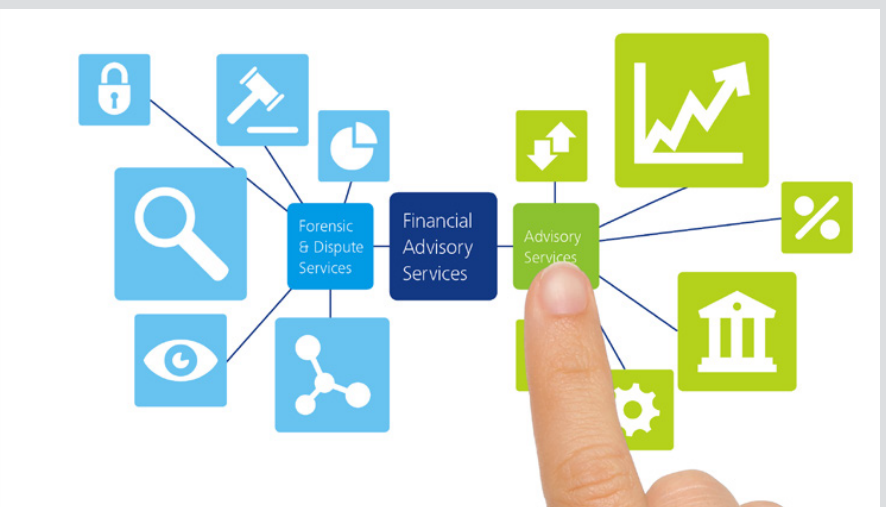 Forensic
& Dispute
Services
Financial
Advisory
Services
Advisory
Services